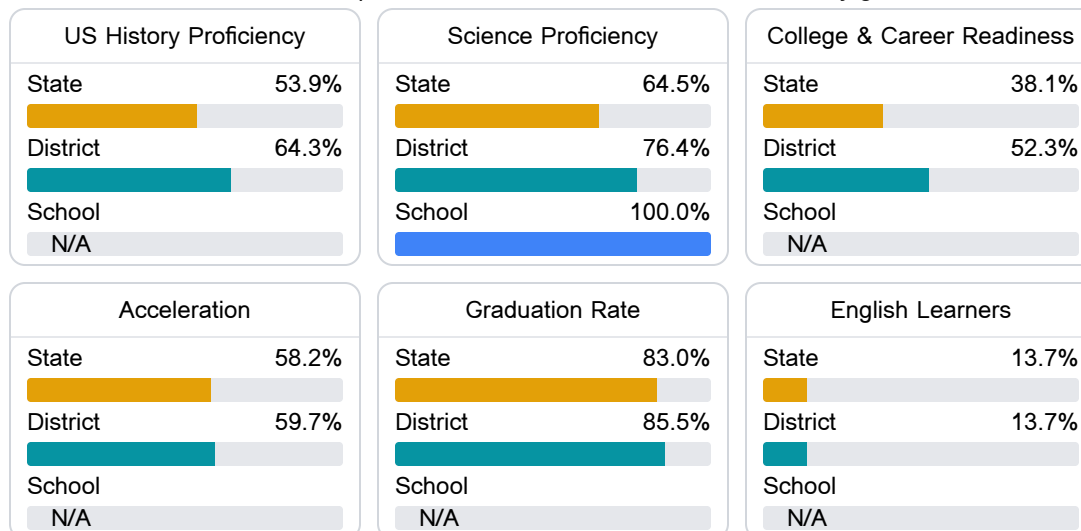 US History Proficiency
State 53.9%
District 64.3%
School
N/A
Science Proficiency
State 64.5%
District 76.4%
School 100.0%
College & Career Readiness
State 38.1%
District 52.3%
School
N/A
Acceleration
State 58.2%
District 59.7%
School
N/A
Graduation Rate
State 83.0%
District 85.5%
School
N/A
English Learners
State 13.7%
District 13.7%
School
N/A